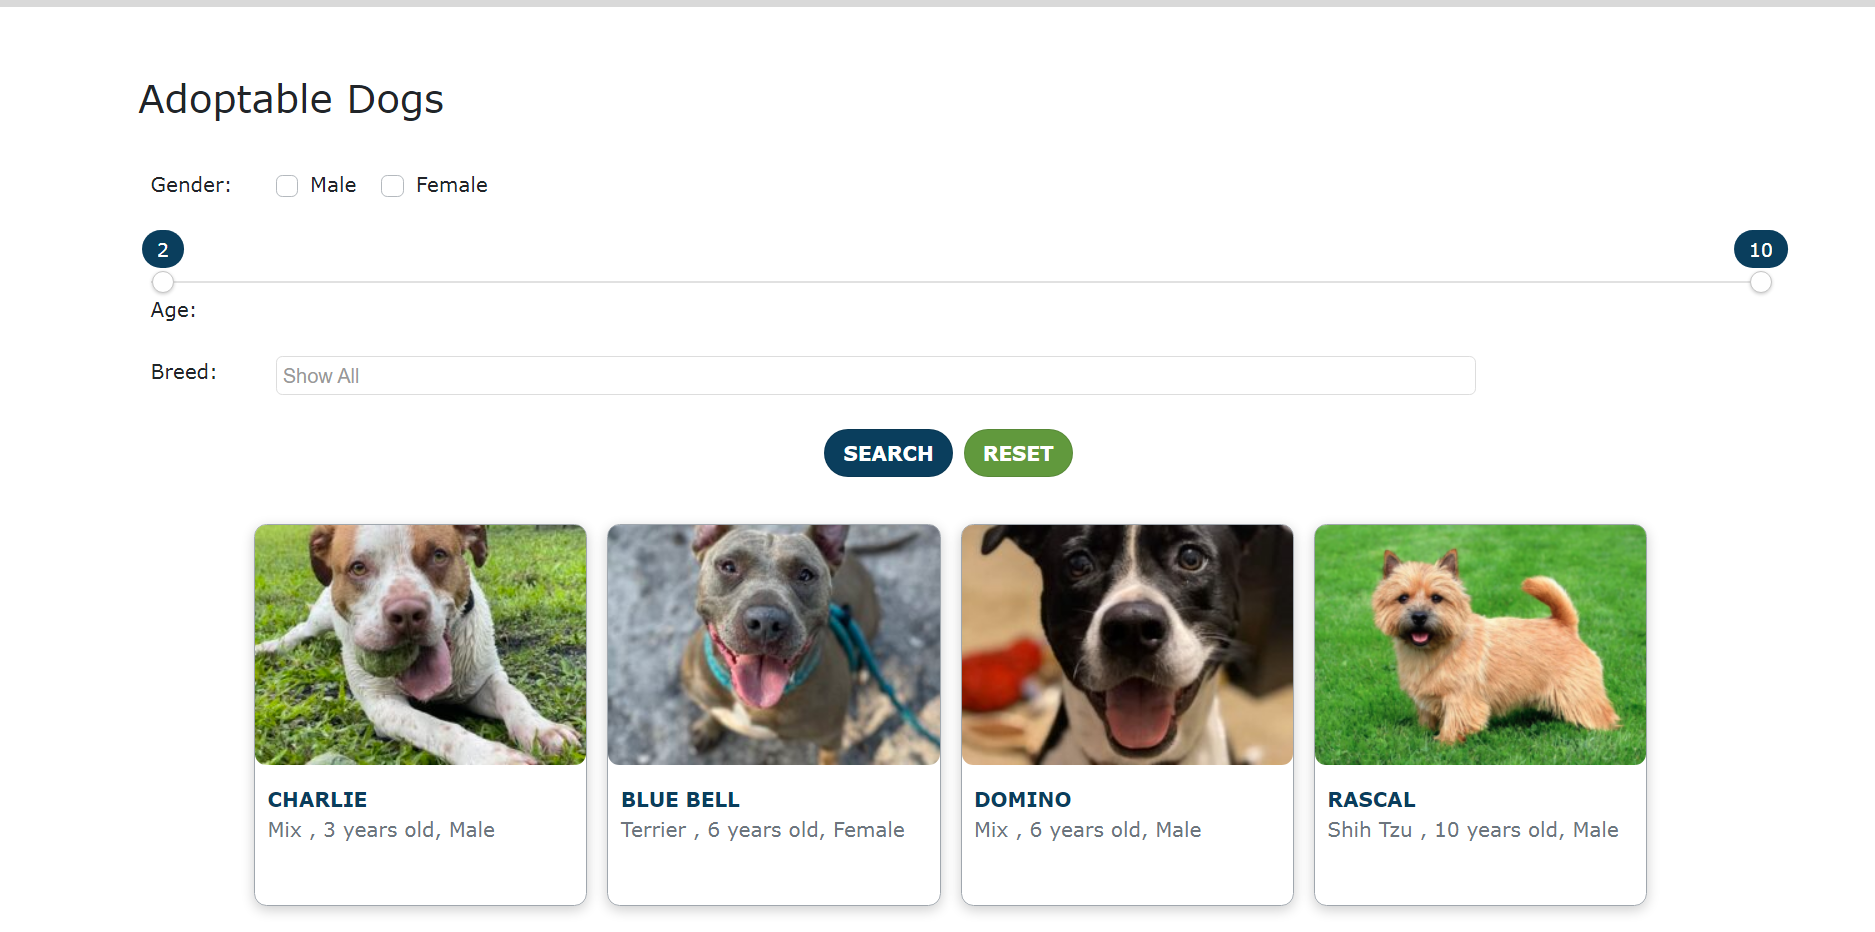 Adoptable Dogs
Gender: Male Female
2 10
Age:
Breed: Show All
SEARCH RESET
CHARLIE
Mix , 3 years old, Male
BLUE BELL
Terrier , 6 years old, Female
DOMINO
Mix , 6 years old, Male
RASCAL
Shih Tzu , 10 years old, Male